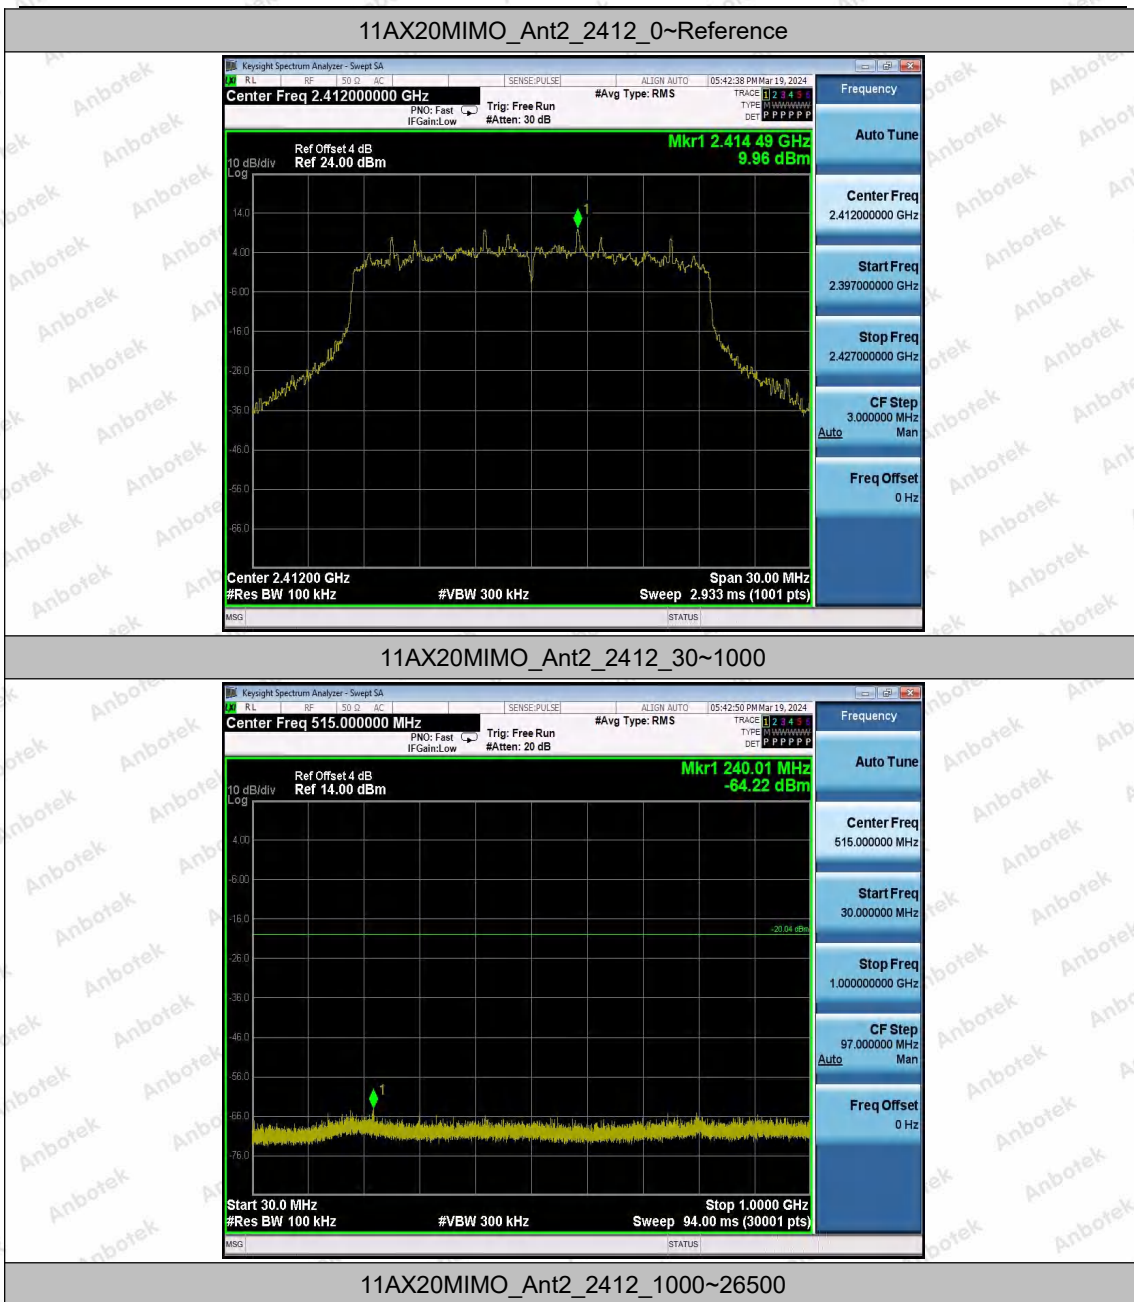 11AX20MIMO_Ant2_2412_0~Reference
Keysight Spectrum Analyzer - Swept SA
RL RF 50 Ω AC SENSE:PULSE ALIGN AUTO 05:42:38 PM Mar 19, 2024
Center Freq 2.412000000 GHz
#Avg Type: RMS
TRACE 1 2 3 4 5 6
PNO: Fast Trig: Free Run TYPE M WWWWW
IFGain:Low #Atten: 30 dB DET P P P P P P
Mkr1 2.414 49 GHz
9.96 dBm
Ref Offset 4 dB
10 dB/div Ref 24.00 dBm
Log
14.0
4.00
-6.00
-16.0
-26.0
-36.0
-46.0
-56.0
-66.0
1
Center 2.41200 GHz Span 30.00 MHz
#Res BW 100 kHz #VBW 300 kHz Sweep 2.933 ms (1001 pts)
MSG STATUS
Frequency
Auto Tune
Center Freq
2.412000000 GHz
Start Freq
2.397000000 GHz
Stop Freq
2.427000000 GHz
CF Step
3.000000 MHz
Auto Man
Freq Offset
0 Hz
11AX20MIMO_Ant2_2412_30~1000
Keysight Spectrum Analyzer - Swept SA
RL RF 50 Ω AC SENSE:PULSE ALIGN AUTO 05:42:50 PM Mar 19, 2024
Center Freq 515.000000 MHz
#Avg Type: RMS
TRACE 1 2 3 4 5 6
PNO: Fast Trig: Free Run TYPE M WWWWW
IFGain:Low #Atten: 20 dB DET P P P P P P
Mkr1 240.01 MHz
-64.22 dBm
Ref Offset 4 dB
10 dB/div Ref 14.00 dBm
Log
4.00
-6.00
-16.0
-26.0
-36.0
-46.0
-56.0
-66.0
-76.0
-20.04 dBm
1
Start 30.0 MHz Stop 1.0000 GHz
#Res BW 100 kHz #VBW 300 kHz Sweep 94.00 ms (30001 pts)
MSG STATUS
Frequency
Auto Tune
Center Freq
515.000000 MHz
Start Freq
30.000000 MHz
Stop Freq
1.000000000 GHz
CF Step
97.000000 MHz
Auto Man
Freq Offset
0 Hz
11AX20MIMO_Ant2_2412_1000~26500